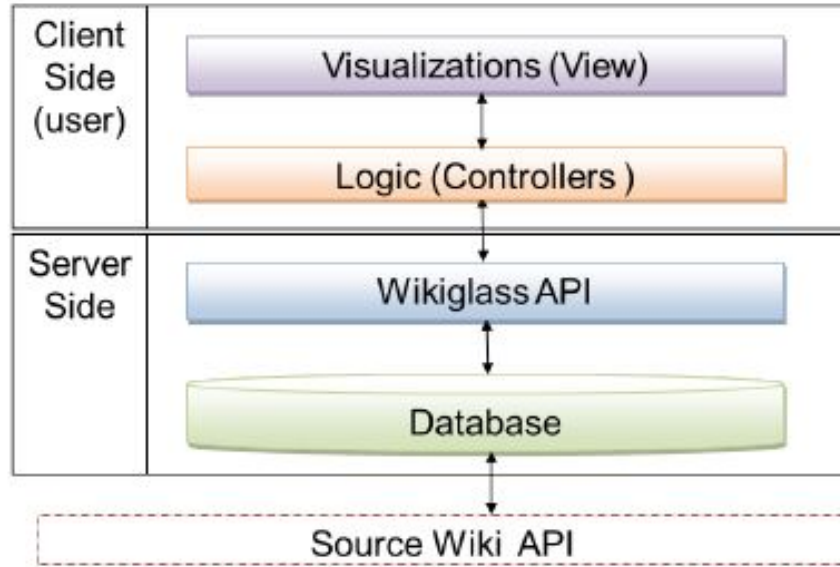 Client
Side
(user)
Visualizations (View)
Logic (Controllers )
Server
Side
Wikiglass API
Database
Source Wiki API